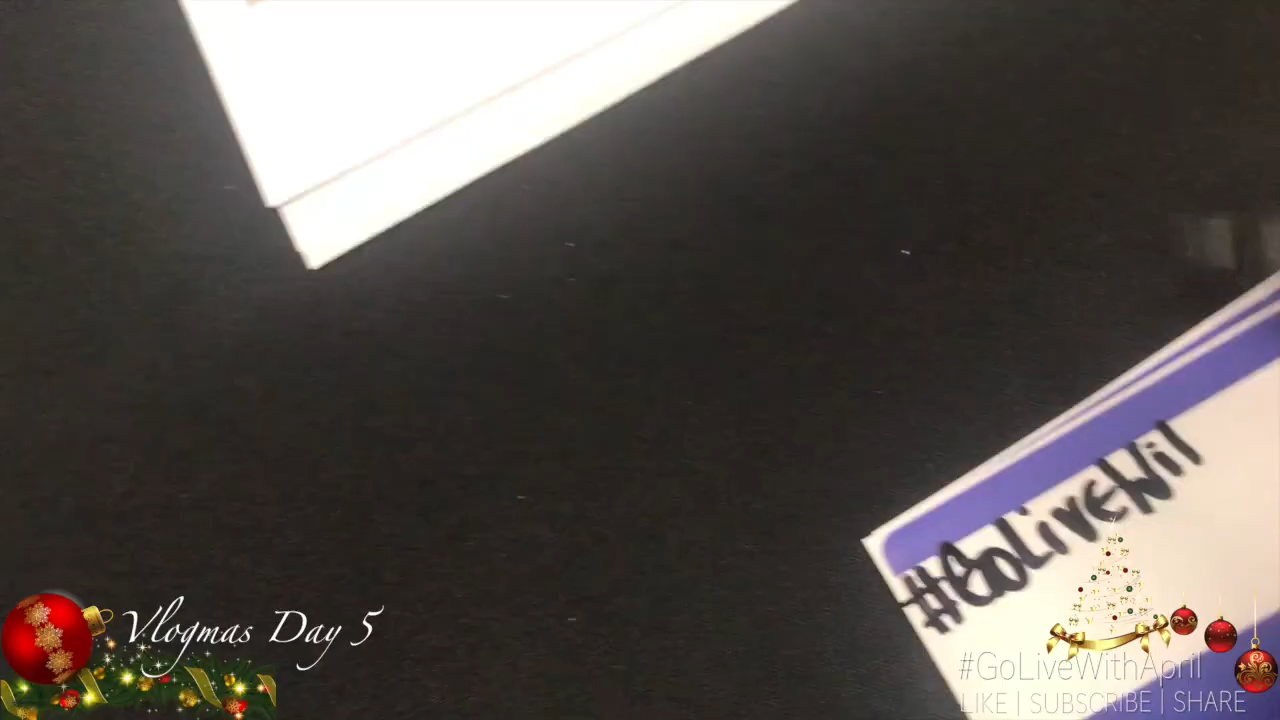 #GoLiveWi
Vlogmas Day 5
#GoLiveWithApril
LIKE | SUBSCRIBE | SHARE